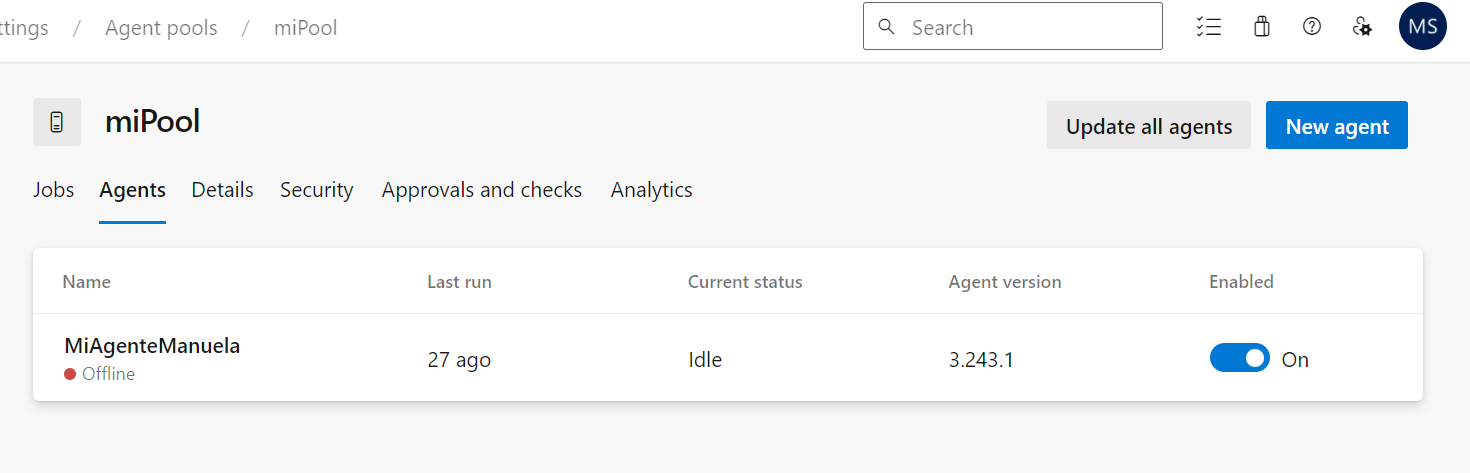 ttings / Agent pools / miPool Search MS
miPool
Update all agents New agent
Jobs Agents Details Security Approvals and checks Analytics
Name Last run Current status Agent version Enabled
MiAgenteManuela
Offline
27 ago Idle 3.243.1 On